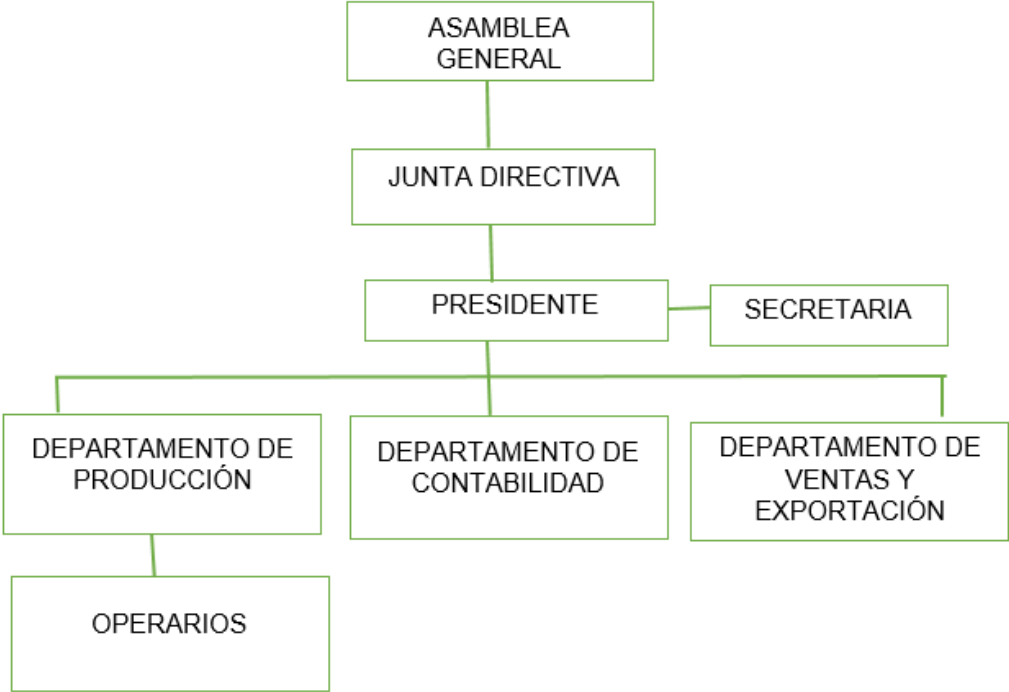 ASAMBLEA
GENERAL
JUNTA DIRECTIVA
PRESIDENTE
SECRETARIA
DEPARTAMENTO DE
PRODUCCIÓN
DEPARTAMENTO DE
CONTABILIDAD
DEPARTAMENTO DE
VENTAS Y
EXPORTACIÓN
OPERARIOS